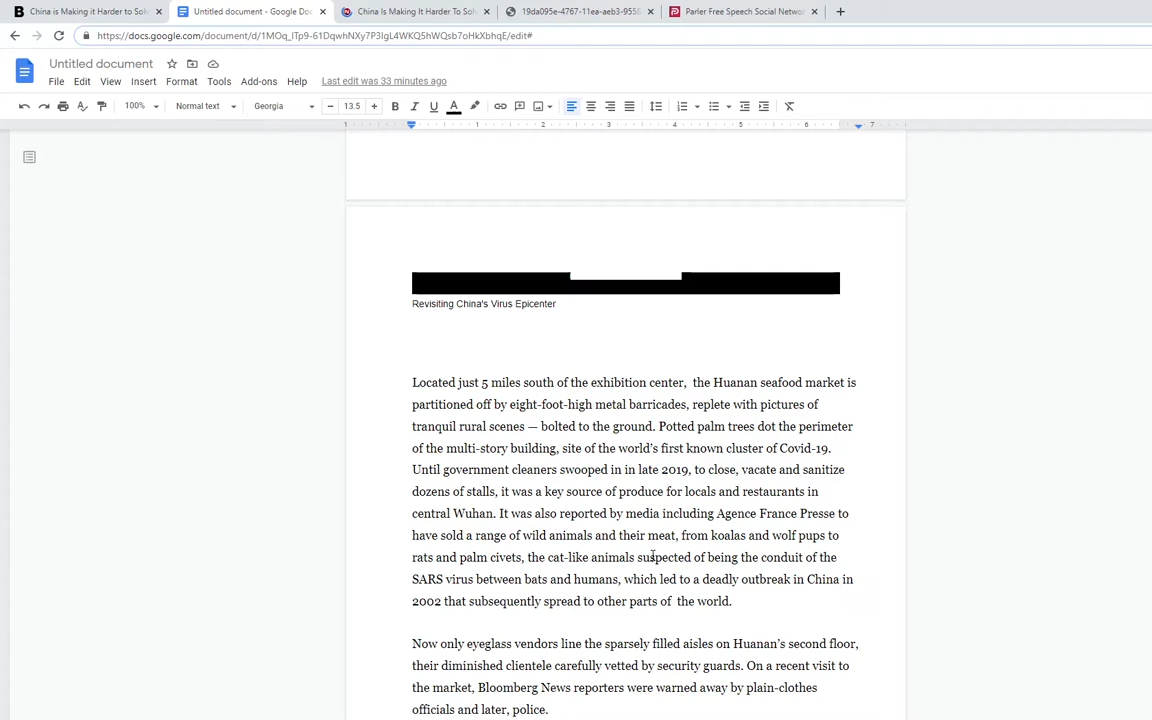 China is Making it Harder to Solv
Untitled document - Google Doc
China Is Making It Harder To Solv
19da095e-4767-11ea-aeb3-9558
Parler Free Speech Social Networ
https://docs.google.com/document/d/1MOq_ITp9-61DqwhNXy7P3IgL4WKQ5hWQsb7oHkXbhqE/edit#
Untitled document
File Edit View Insert Format Tools Add-ons Help Last edit was 33 minutes ago
100% Normal text Georgia 13.5 B I U A
1 1 2 3 4 5 6 7
Revisiting China's Virus Epicenter
Located just 5 miles south of the exhibition center, the Huanan seafood market is
partitioned off by eight-foot-high metal barricades, replete with pictures of
tranquil rural scenes — bolted to the ground. Potted palm trees dot the perimeter
of the multi-story building, site of the world's first known cluster of Covid-19.
Until government cleaners swooped in in late 2019, to close, vacate and sanitize
dozens of stalls, it was a key source of produce for locals and restaurants in
central Wuhan. It was also reported by media including Agence France Presse to
have sold a range of wild animals and their meat, from koalas and wolf pups to
rats and palm civets, the cat-like animals suspected of being the conduit of the
SARS virus between bats and humans, which led to a deadly outbreak in China in
2002 that subsequently spread to other parts of the world.
Now only eyeglass vendors line the sparsely filled aisles on Huanan's second floor,
their diminished clientele carefully vetted by security guards. On a recent visit to
the market, Bloomberg News reporters were warned away by plain-clothes
officials and later, police.